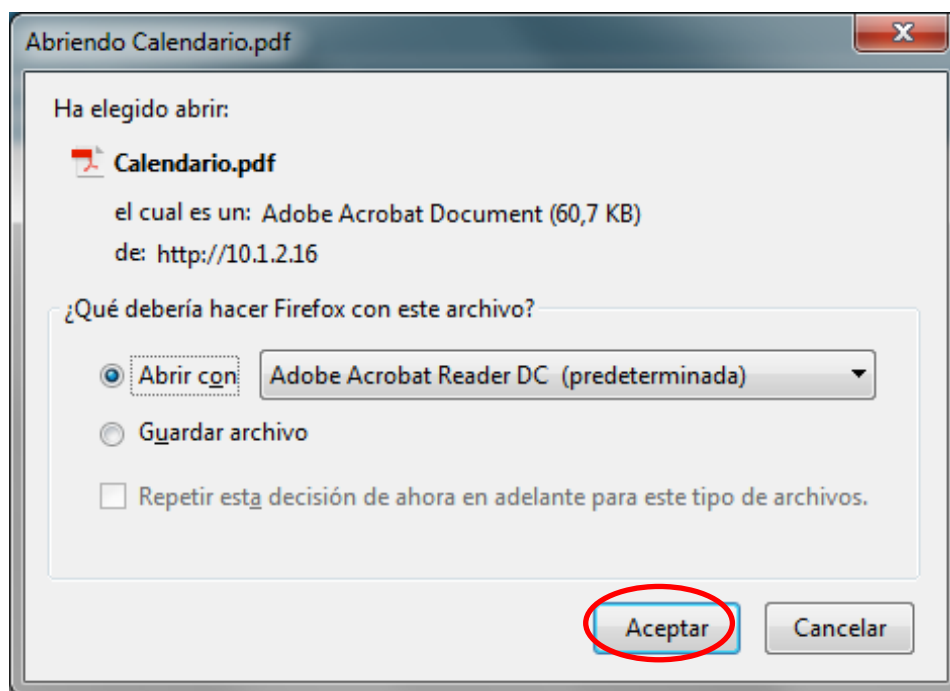 Abriendo Calendario.pdf
Ha elegido abrir:
Calendario.pdf
el cual es un: Adobe Acrobat Document (60,7 KB)
de: http://10.1.2.16
¿Qué debería hacer Firefox con este archivo?
Abrir con Adobe Acrobat Reader DC (predeterminada)
Guardar archivo
Repetir esta decisión de ahora en adelante para este tipo de archivos.
Aceptar Cancelar